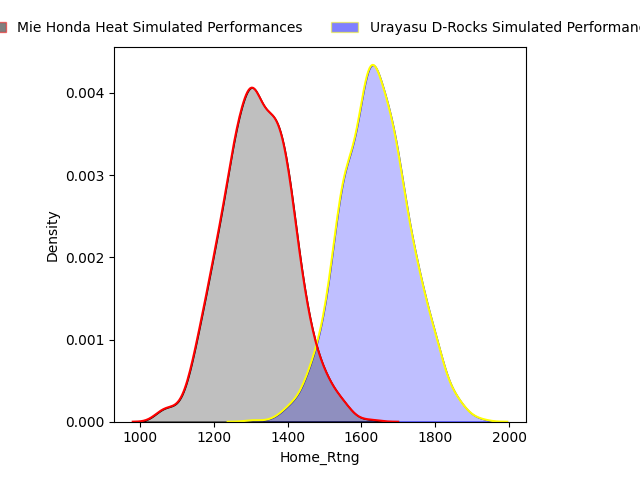 Mie Honda Heat Simulated Performances
Urayasu D-Rocks Simulated
0.004
0.003
0.002
0.001
0.000
Density
1000 1200 1400 1600 1800 2000
Home_Rtng